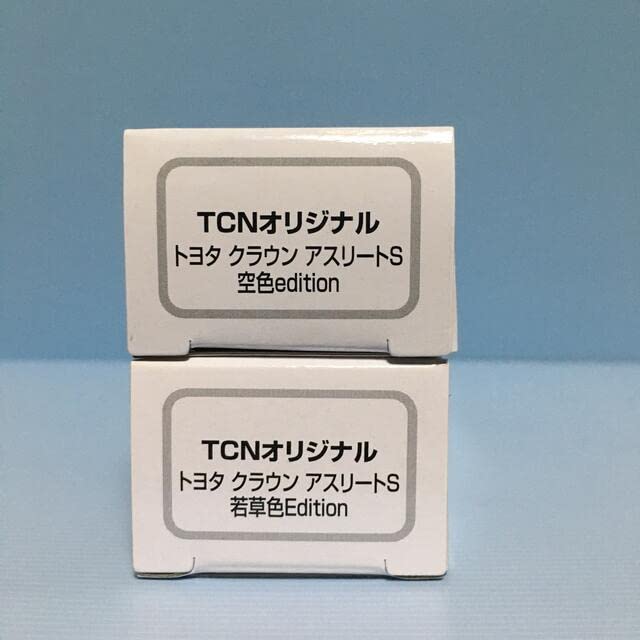 TCNオリジナル
トヨタ クラウン アスリートS
空色edition
TCNオリジナル
トヨタ クラウン アスリートS
若草色Edition